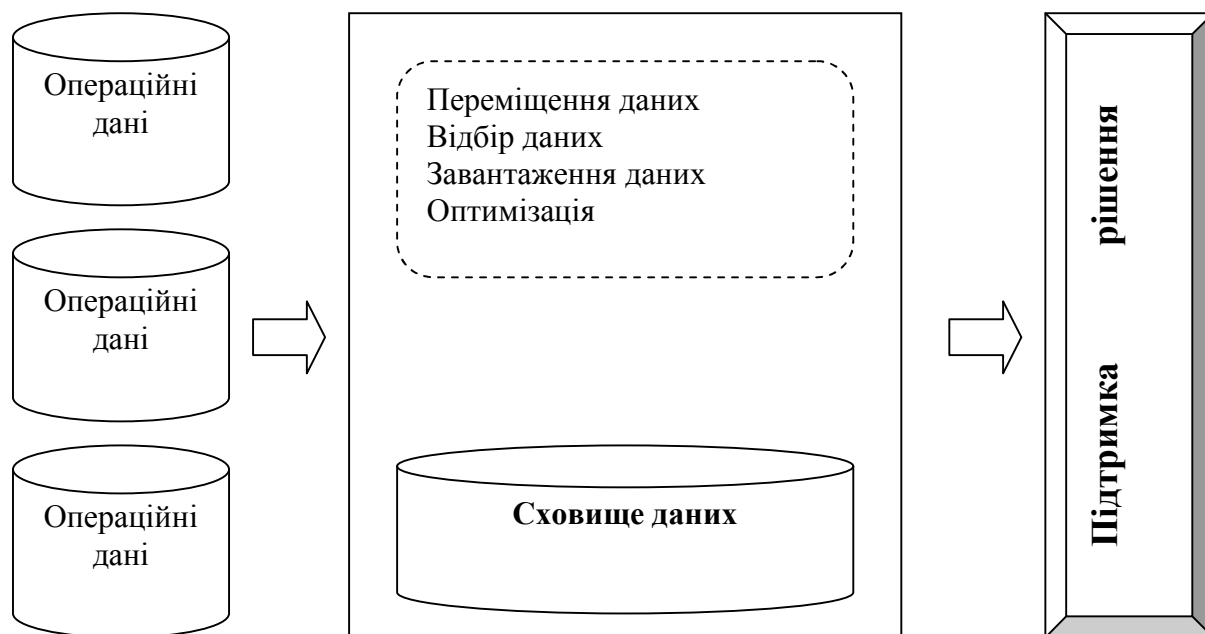 Операційні
дані
Операційні
дані
Операційні
дані
Переміщення даних
Відбір даних
Завантаження даних
Оптимізація
Сховище даних
Підтримка рішення